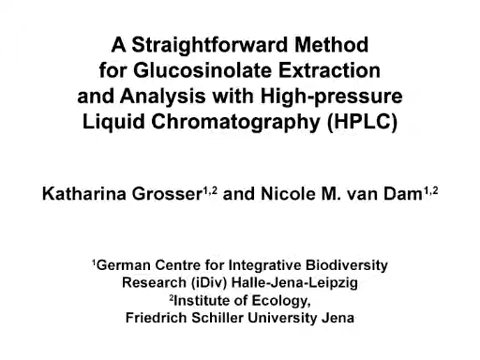 A Straightforward Method
for Glucosinolate Extraction
and Analysis with High-pressure
Liquid Chromatography (HPLC)
Katharina Grosser¹,² and Nicole M. van Dam¹,²
¹German Centre for Integrative Biodiversity
Research (iDiv) Halle-Jena-Leipzig
²Institute of Ecology,
Friedrich Schiller University Jena